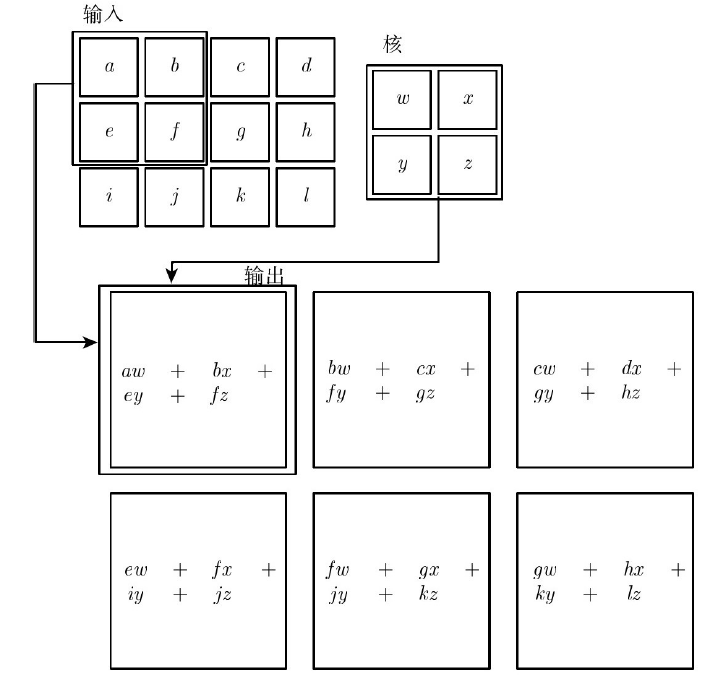 输入
核
a b c d
e f g h
i j k l
w x
y z
输出
aw + bx +
ey + fz
bw + cx +
fy + gz
cw + dx +
gy + hz
ew + fx +
iy + jz
fw + gx +
jy + kz
gw + hx +
ky + lz